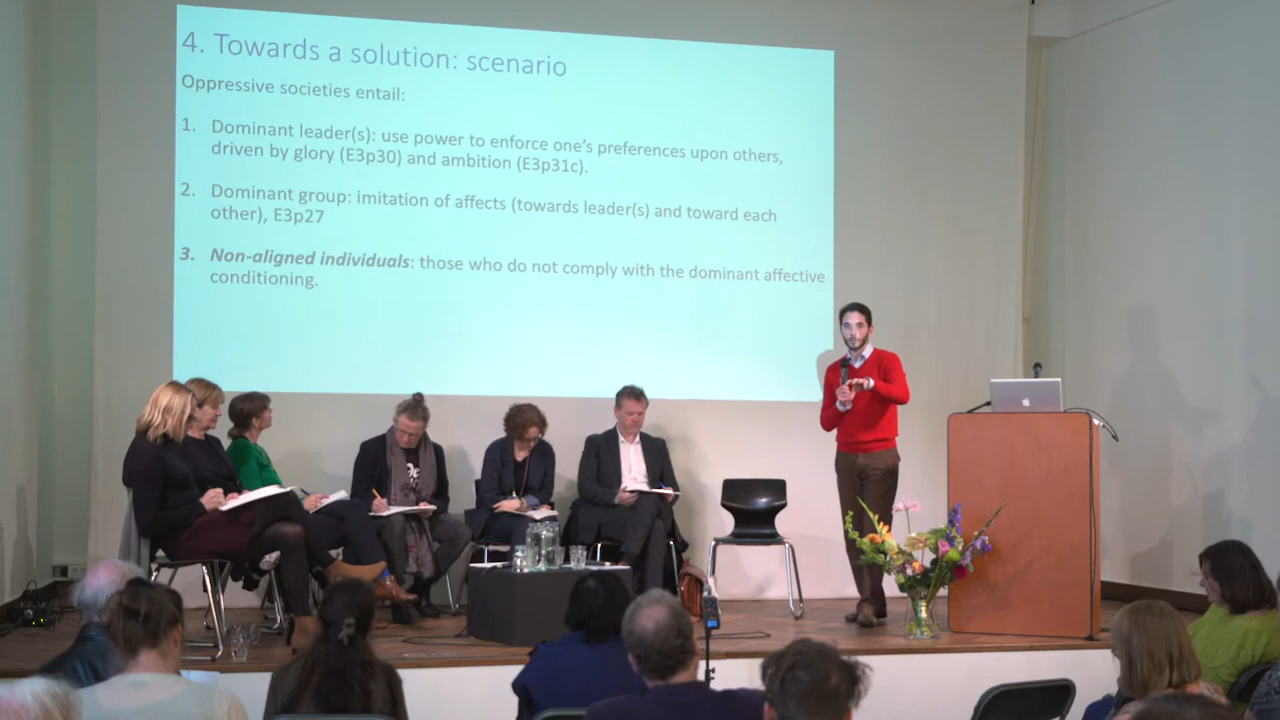 4. Towards a solution: scenario
Oppressive societies entail:
1. Dominant leader(s): use power to enforce one's preferences upon others,
driven by glory (E3p30) and ambition (E3p31c).
2. Dominant group: imitation of affects (towards leader(s) and toward each
other), E3p27
3. Non-aligned individuals: those who do not comply with the dominant affective
conditioning.